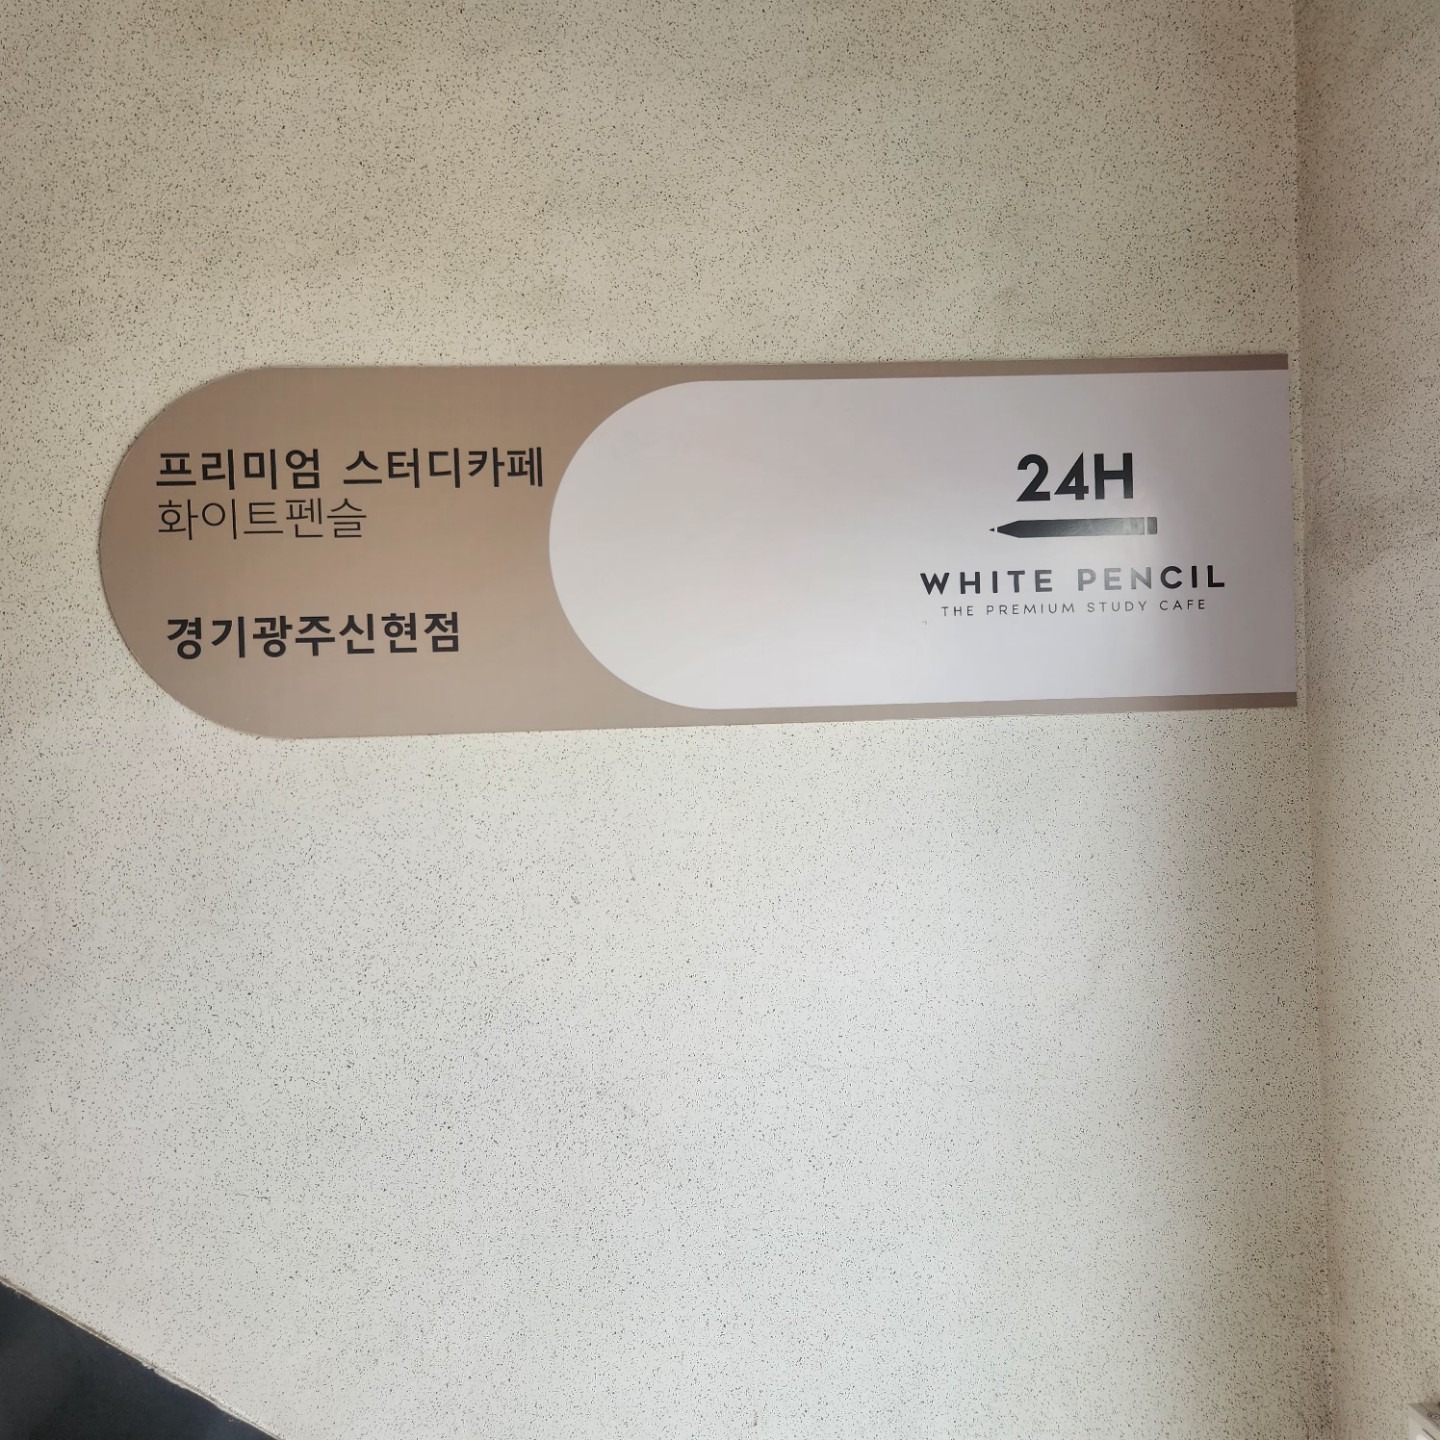 프리미엄 스터디카페
화이트펜슬
경기광주신현점
24H
WHITE PENCIL
THE PREMIUM STUDY CAFE